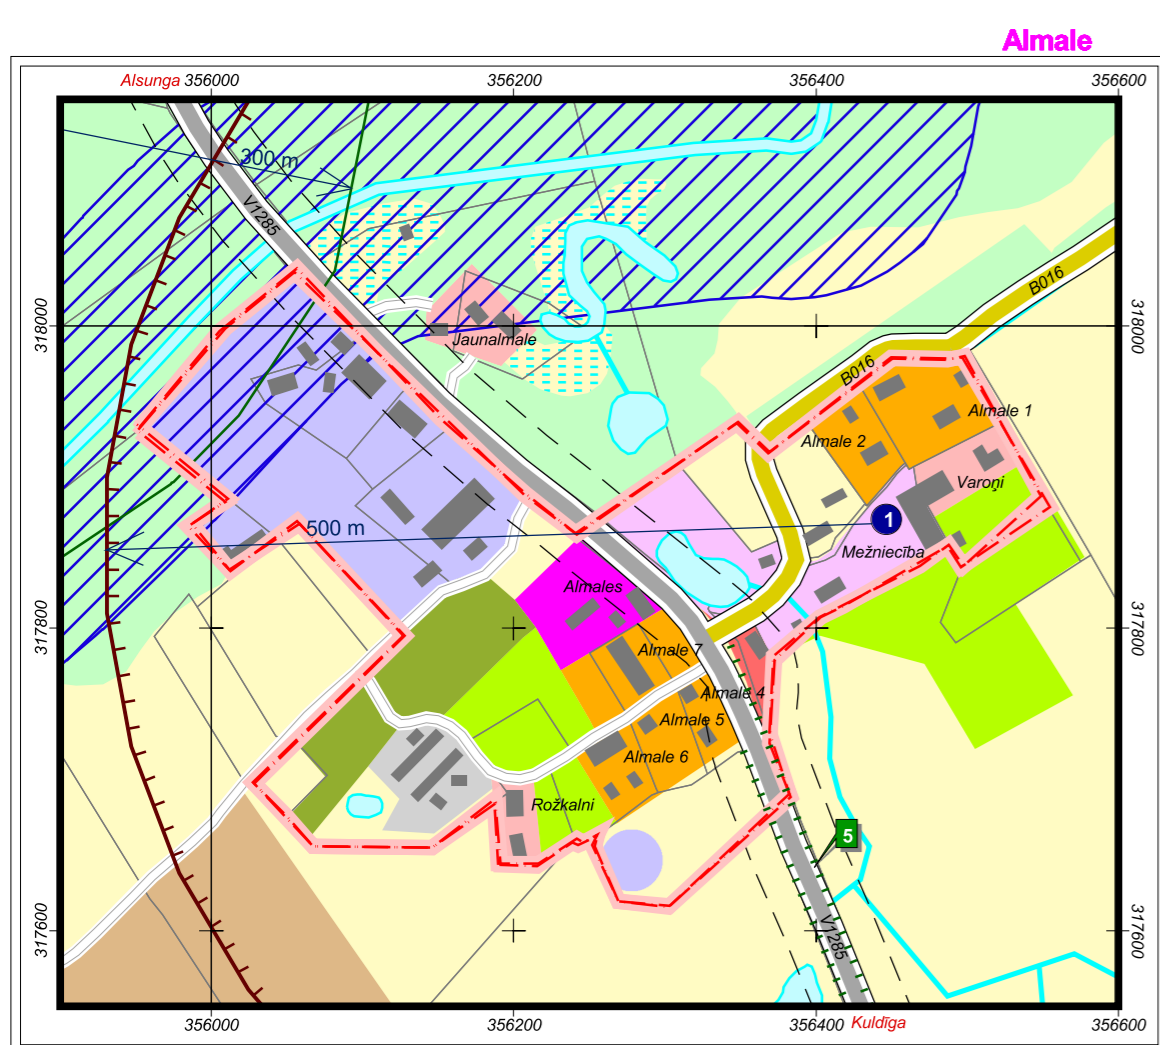 Almale
Alsunga 356000 356200 356400 356600
300 m
V1285
B016
318000
318000
Jaunalmale
B016
Almale 1
Almale 2
Varoņi
1
500 m
Mežniecība
Almales
317800
317800
Almale 7
Almale 4
Almale 5
Almale 6
Rožkalni
5
V1285
317600
317600
356000 356200 356400 Kuldīga 356600